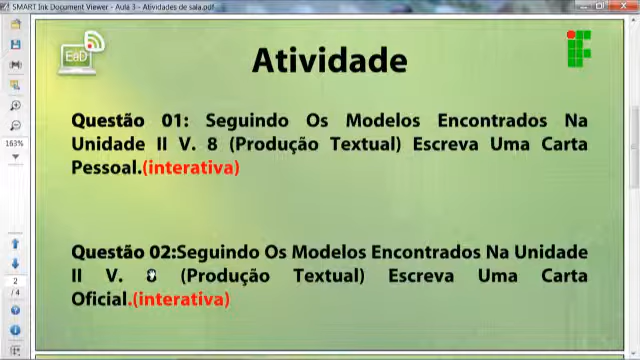 SMART Ink Document Viewer - Aula 3 - Atividades de sala.pdf
EaD
Atividade
Questão 01: Seguindo Os Modelos Encontrados Na
Unidade II V. 8 (Produção Textual) Escreva Uma Carta
Pessoal.(interativa)
163%
Questão 02:Seguindo Os Modelos Encontrados Na Unidade
II V. (Produção Textual) Escreva Uma Carta
Oficial.(interativa)
2
/ 4